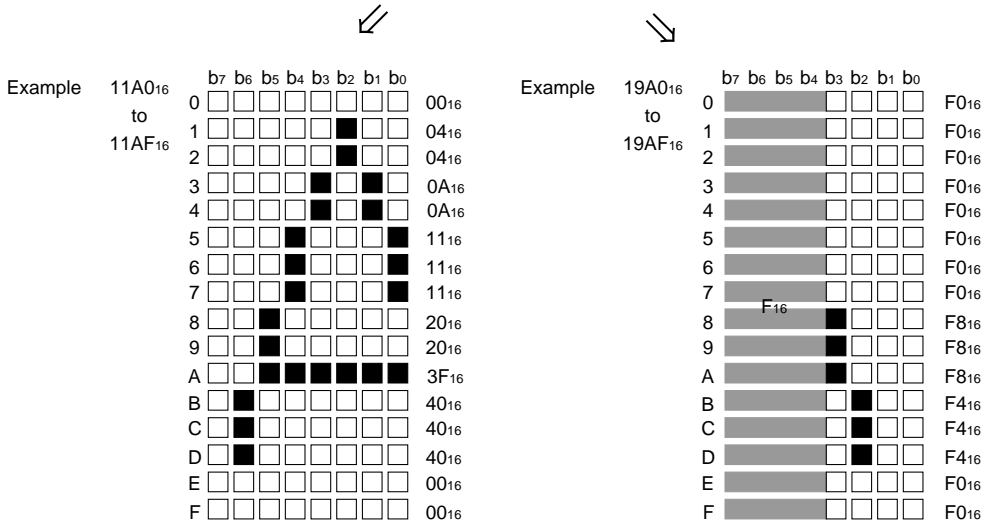 Example 11A016 to 11AF16
b7 b6 b5 b4 b3 b2 b1 b0
0 0016
1 0416
2 0416
3 0A16
4 0A16
5 1116
6 1116
7 1116
8 2016
9 2016
A 3F16
B 4016
C 4016
D 4016
E 0016
F 0016
Example 19A016 to 19AF16
b7 b6 b5 b4 b3 b2 b1 b0
0 F016
1 F016
2 F016
3 F016
4 F016
5 F016
6 F016
7 F016
F16
8 F816
9 F816
A F816
B F416
C F416
D F416
E F016
F F016